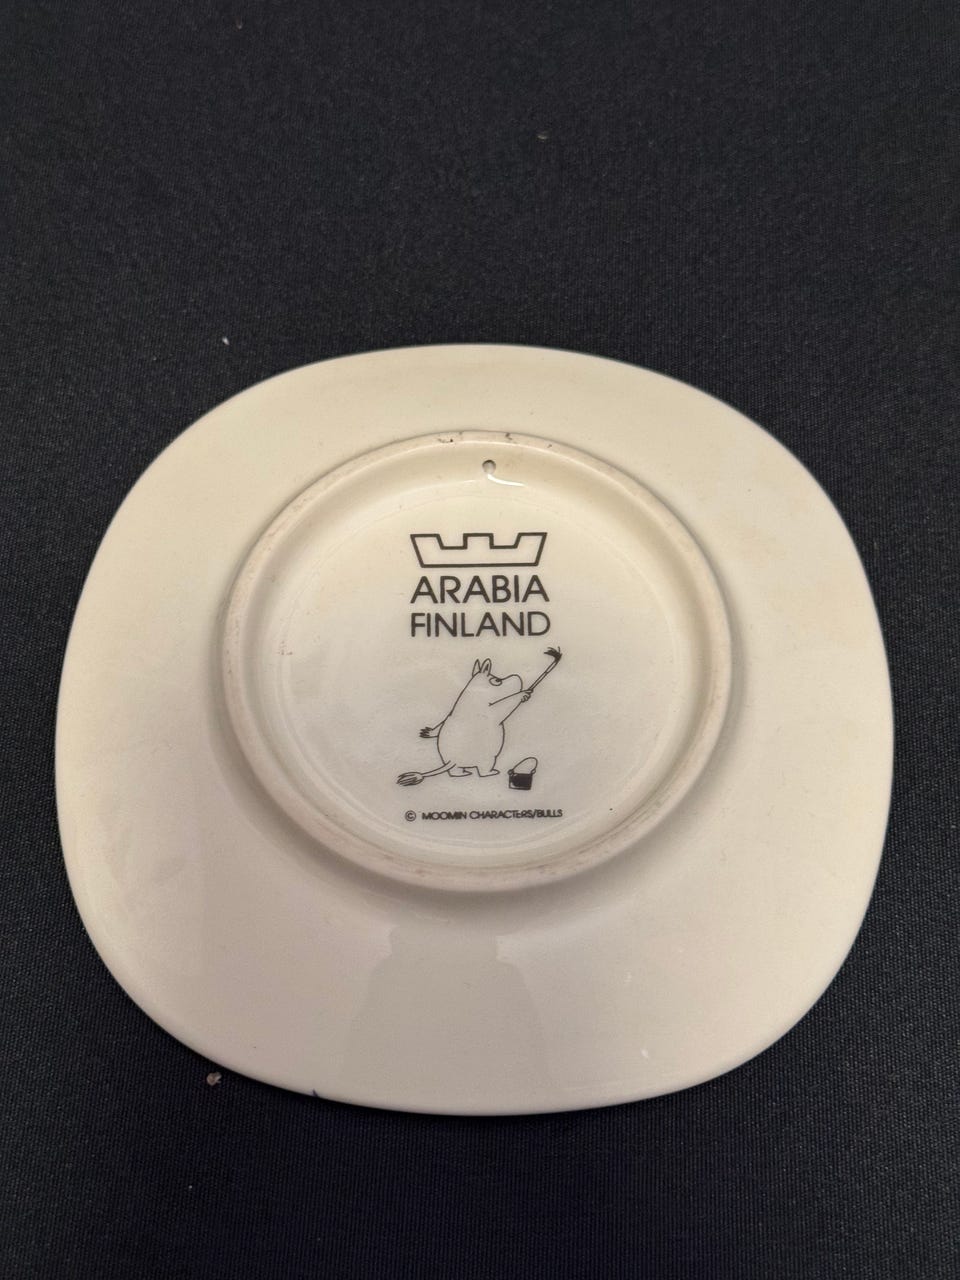 ARABIA
FINLAND
© MOOMIN CHARACTERS/BULLS